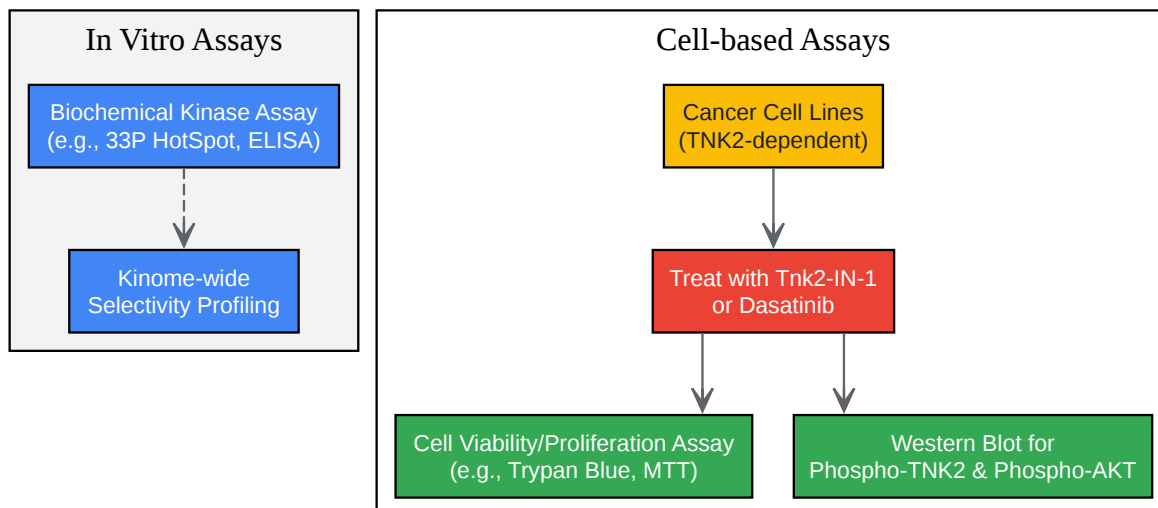 In Vitro Assays
Biochemical Kinase Assay
(e.g., 33P HotSpot, ELISA)
Kinome-wide
Selectivity Profiling
Cell-based Assays
Cancer Cell Lines
(TNK2-dependent)
Treat with Tnk2-IN-1
or Dasatinib
Cell Viability/Proliferation Assay
(e.g., Trypan Blue, MTT)
Western Blot for
Phospho-TNK2 & Phospho-AKT